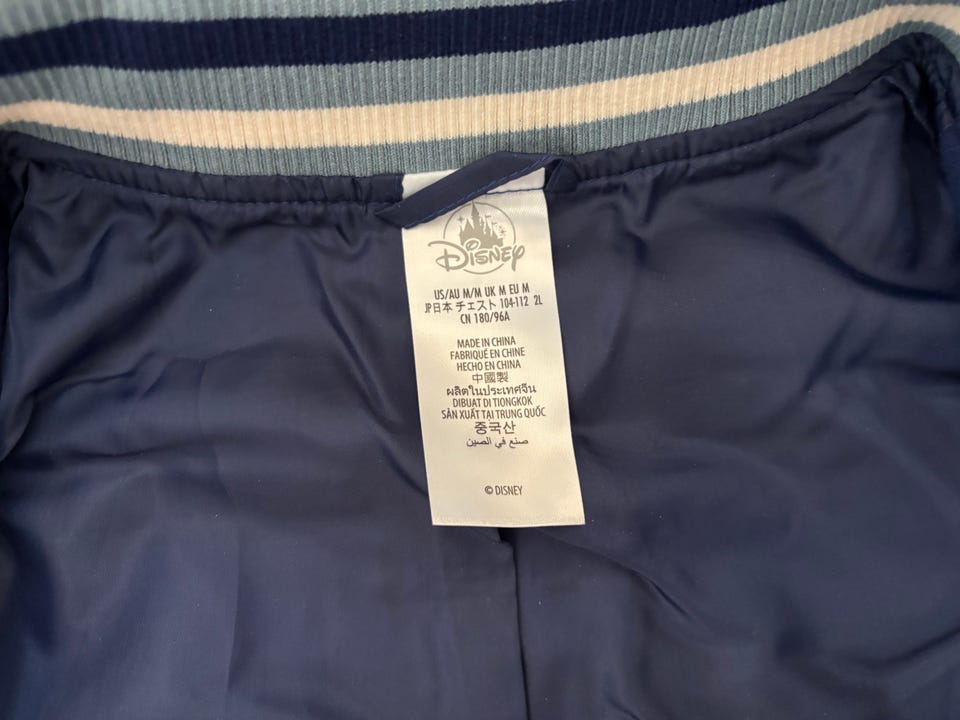 Disney
US/AU M/M UK M EU M
JP日本 チェスト 104-112 2L
CN 180/96A
MADE IN CHINA
FABRIQUÉ EN CHINE
HECHO EN CHINA
中國製
ผลิตในประเทศจีน
DIBUAT DI TIONGKOK
SẢN XUẤT TẠI TRUNG QUỐC
중국산
صنع في الصين
© DISNEY